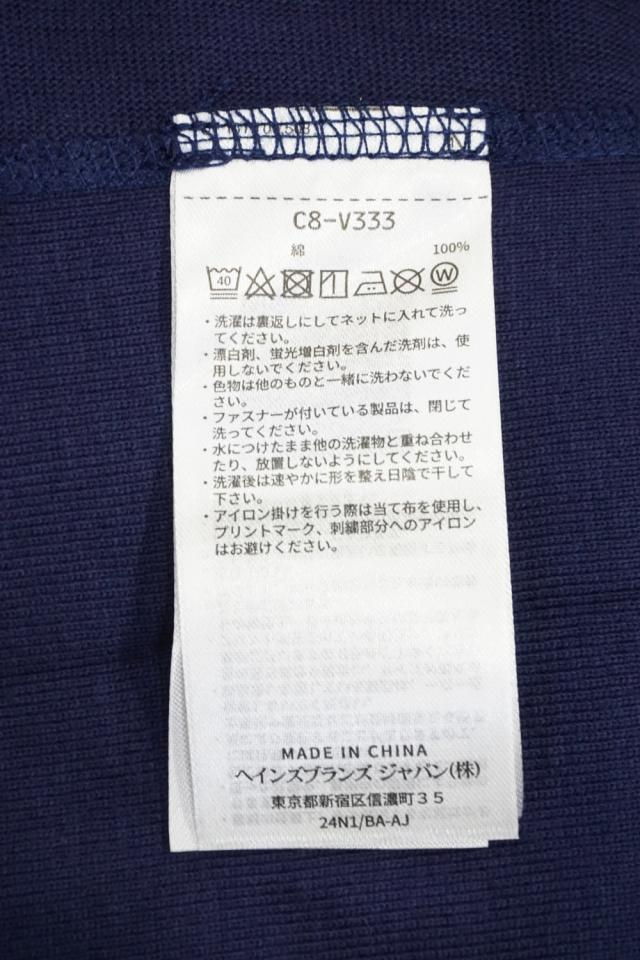 C8-V333
綿 100%
40
W
・洗濯は裏返しにしてネットに入れて洗っ
てください。
・漂白剤、蛍光増白剤を含んだ洗剤は、使
用しないでください。
・色物は他のものと一緒に洗わないでくだ
さい。
・ファスナーが付いている製品は、閉じて
洗ってください。
・水につけたまま他の洗濯物と重ね合わせ
たり、放置しないようにしてください。
・洗濯後は速やかに形を整え日陰で干して
下さい。
・アイロン掛けを行う際は当て布を使用し、
プリントマーク、刺繍部分へのアイロン
はお避けください。
MADE IN CHINA
ヘインズブランズ ジャパン(株)
東京都新宿区信濃町35
24N1/BA-AJ